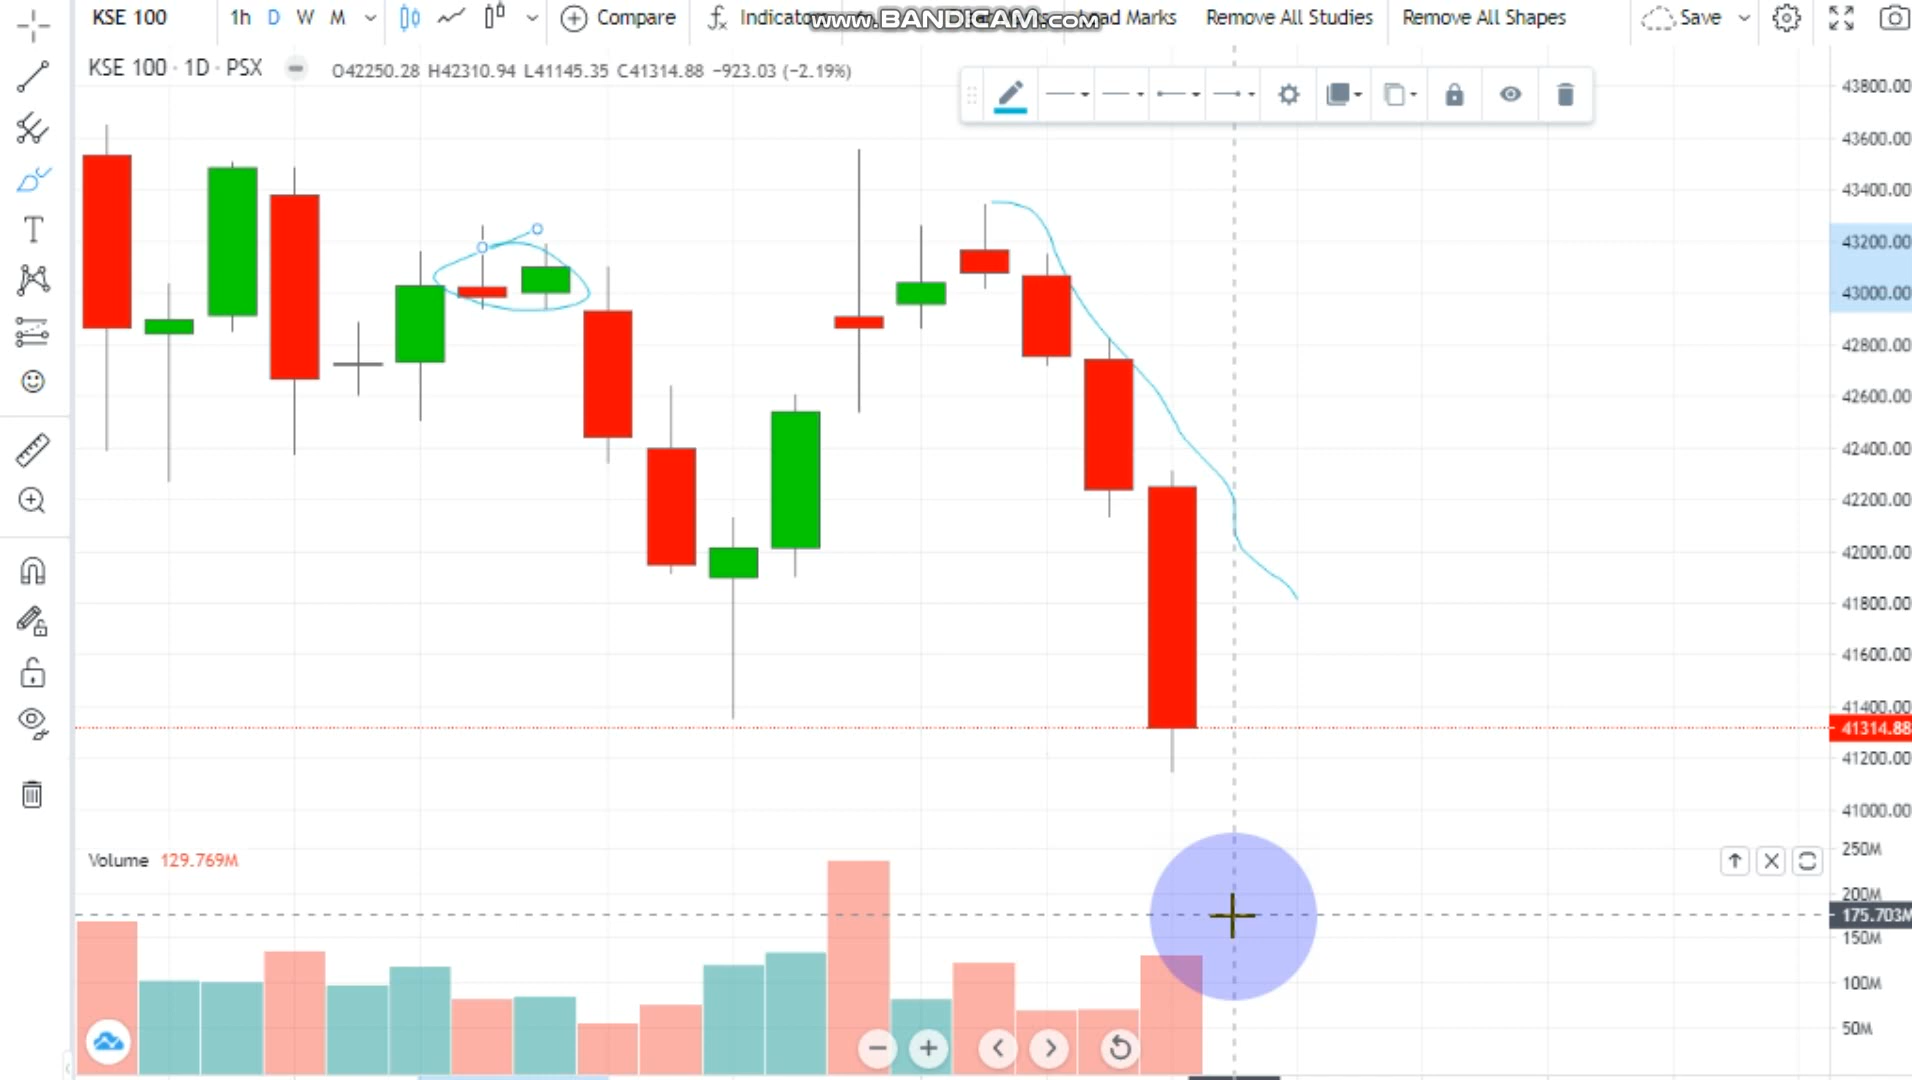 KSE 100 1h D W M Compare Indicators www.BANDICAM.com Load Marks Remove All Studies Remove All Shapes Save
KSE 100 · 1D · PSX O42250.28 H42310.94 L41145.35 C41314.88 −923.03 (−2.19%)
T
43800.00
43600.00
43400.00
43200.00
43000.00
42800.00
42600.00
42400.00
42200.00
42000.00
41800.00
41600.00
41400.00
41314.88
41200.00
41000.00
Volume 129.769M
250M
200M
175.703M
150M
100M
50M